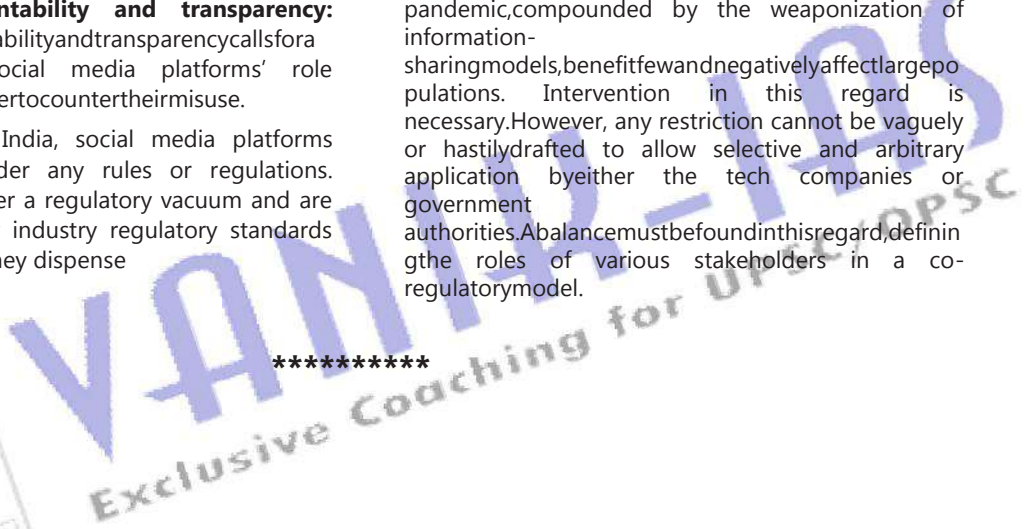 ntability and transparency:
abilityandtransparencycallsfora
ocial media platforms’ role
ertocountertheirmisuse.
India, social media platforms
der any rules or regulations.
er a regulatory vacuum and are
industry regulatory standards
ey dispense
pandemic,compounded by the weaponization of
information-
sharingmodels,benefitfewandnegativelyaffectlargepo
pulations. Intervention in this regard is
necessary.However, any restriction cannot be vaguely
or hastilydrafted to allow selective and arbitrary
application byeither the tech companies or
government
authorities.Abalancemustbefoundinthisregard,definin
gthe roles of various stakeholders in a co-
regulatorymodel.
**********
VANIK-IAS
Exclusive Coaching for UPSC/OPSC